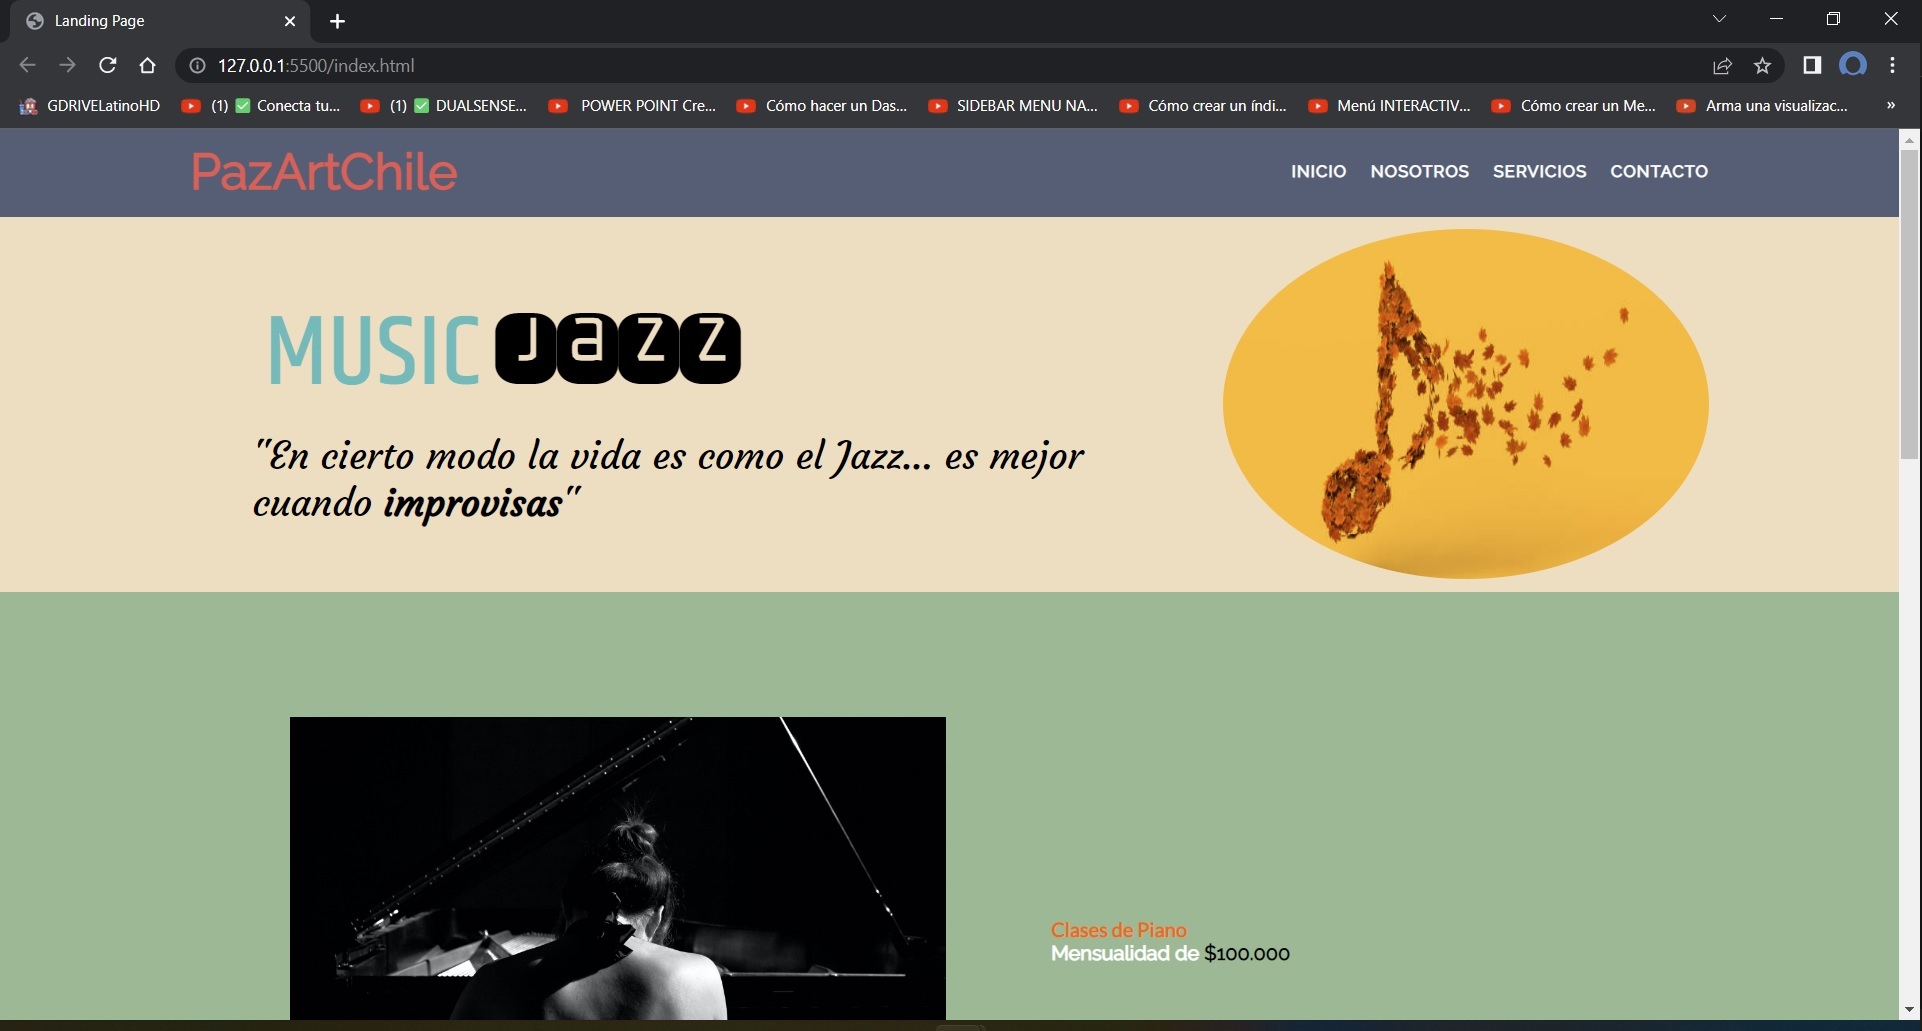 Landing Page
127.0.0.1:5500/index.html
GDRIVELatinoHD (1) ✅ Conecta tu... (1) ✅ DUALSENSE... POWER POINT Cre... Cómo hacer un Das... SIDEBAR MENU NA... Cómo crear un índi... Menú INTERACTIV... Cómo crear un Me... Arma una visualizac... »
PazArtChile INICIO NOSOTROS SERVICIOS CONTACTO
MUSIC Jazz
"En cierto modo la vida es como el Jazz... es mejor
cuando improvisas"
Clases de Piano
Mensualidad de $100.000